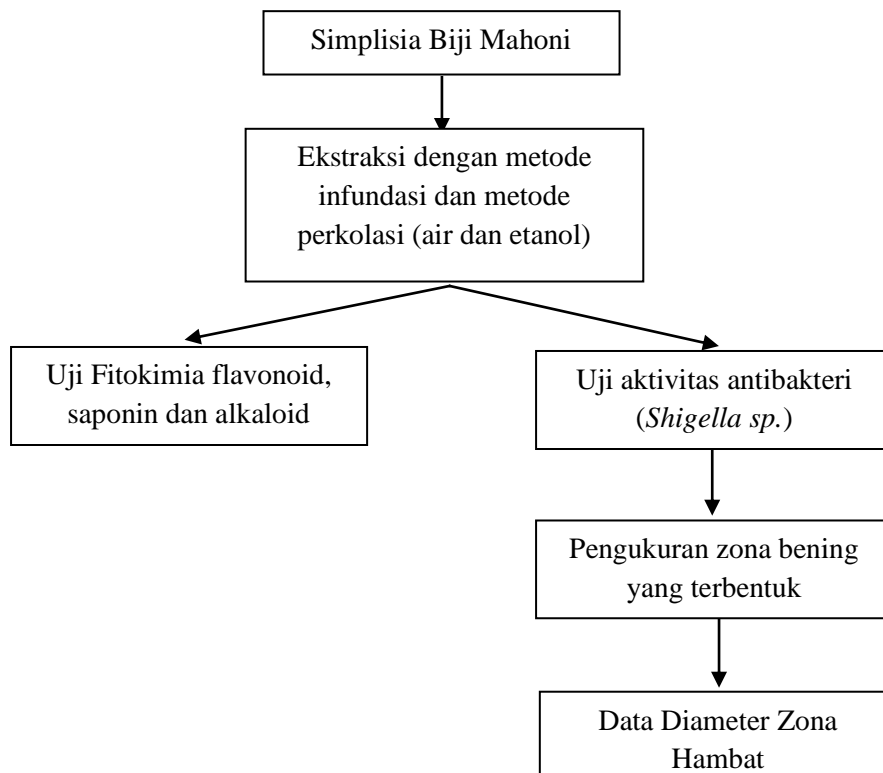 Simplisia Biji Mahoni
Ekstraksi dengan metode
infundasi dan metode
perkolasi (air dan etanol)
Uji Fitokimia flavonoid,
saponin dan alkaloid
Uji aktivitas antibakteri
(Shigella sp.)
Pengukuran zona bening
yang terbentuk
Data Diameter Zona
Hambat